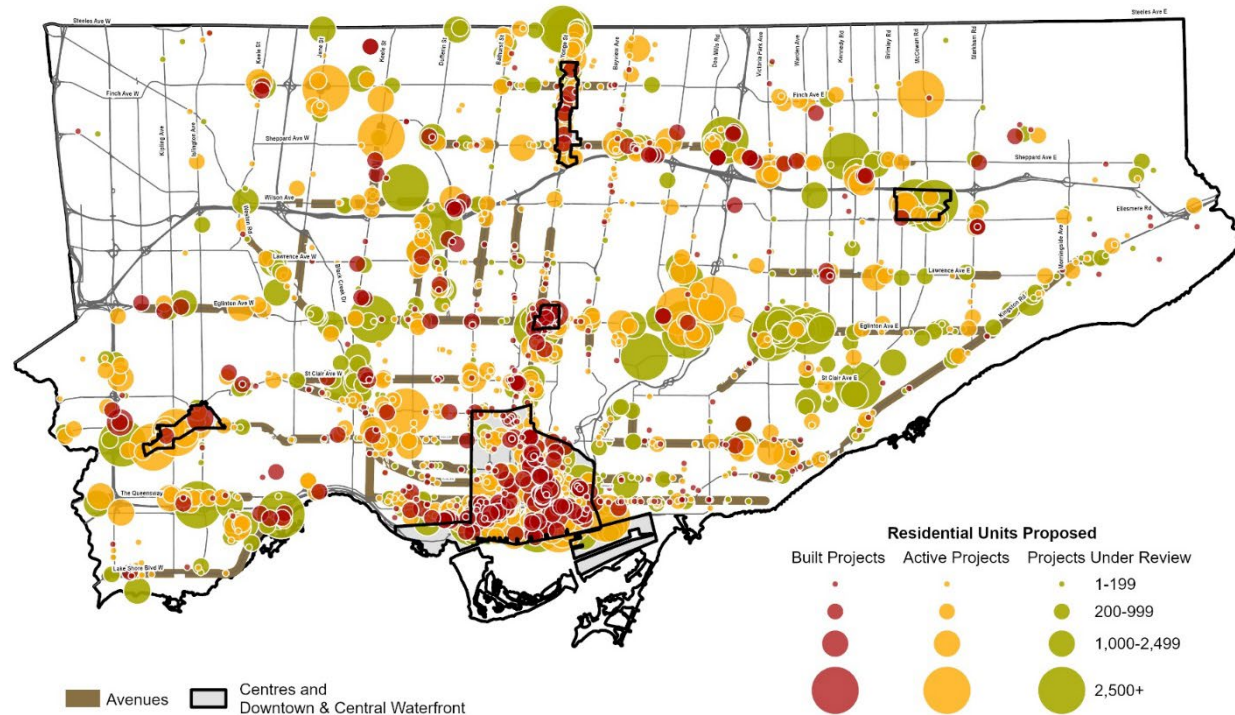 Steeles Ave W
Steeles Ave E
Keele St
Jane St
Keele St
Dufferin St
Bathurst St
Yonge St
Bayview Ave
Don Mills Rd
Victoria Park Ave
Warden Ave
Kennedy Rd
Brimley Rd
McCowan Rd
Markham Rd
Finch Ave W
Finch Ave E
Kipling Ave
Islington Ave
Sheppard Ave W
Sheppard Ave E
Wilson Ave
Weston Rd
Ellesmere Rd
Lawrence Ave W
Black Creek Dr
Lawrence Ave E
Morningside Ave
Eglinton Ave W
Eglinton Ave E
Kingston Rd
St Clair Ave W
St Clair Ave E
The Queensway
Lake Shore Blvd W
Residential Units Proposed
Built Projects Active Projects Projects Under Review
1-199
200-999
1,000-2,499
2,500+
Avenues
Centres and
Downtown & Central Waterfront